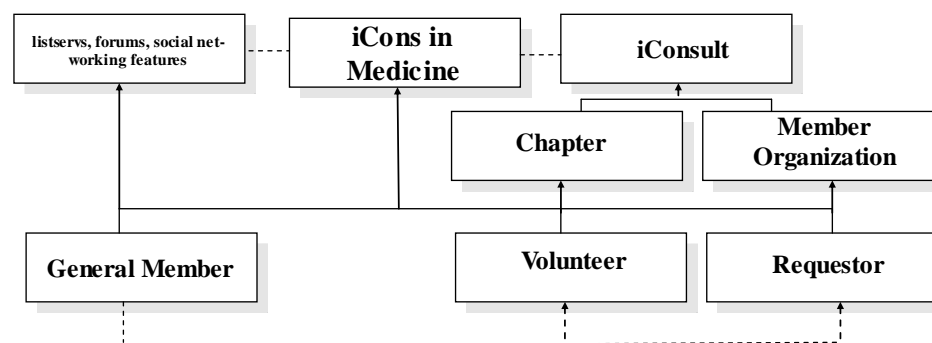 listservs, forums, social net-
working features
iCons in
Medicine
iConsult
Chapter
Member
Organization
General Member
Volunteer
Requestor